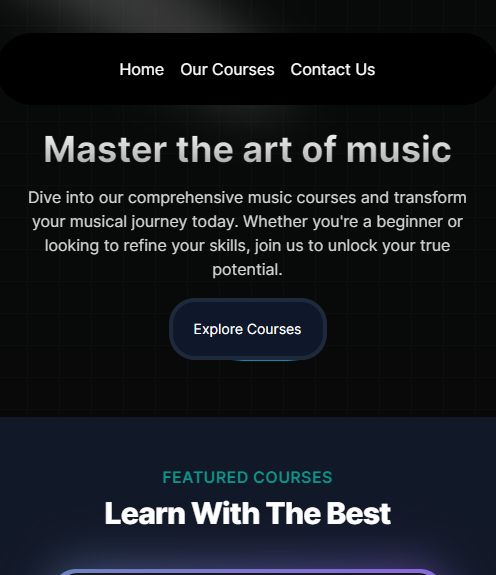 Home Our Courses Contact Us
Master the art of music
Dive into our comprehensive music courses and transform
your musical journey today. Whether you're a beginner or
looking to refine your skills, join us to unlock your true
potential.
Explore Courses
FEATURED COURSES
Learn With The Best